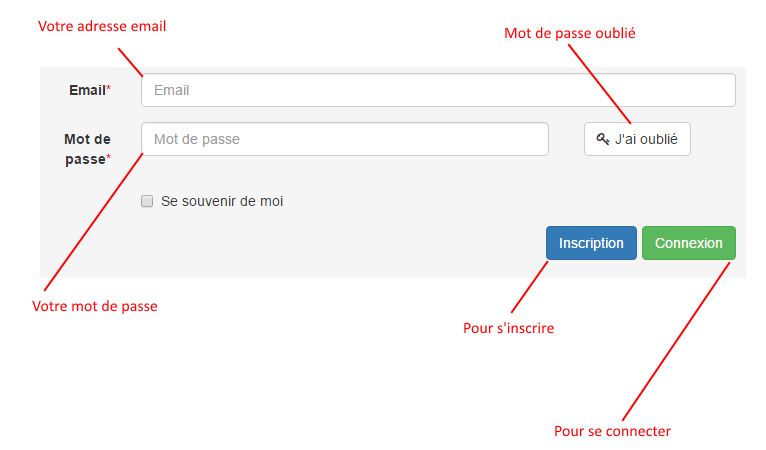 Votre adresse email
Mot de passe oublié
Email*
Email
Mot de
passe*
Mot de passe
J'ai oublié
Se souvenir de moi
Inscription
Connexion
Votre mot de passe
Pour s'inscrire
Pour se connecter